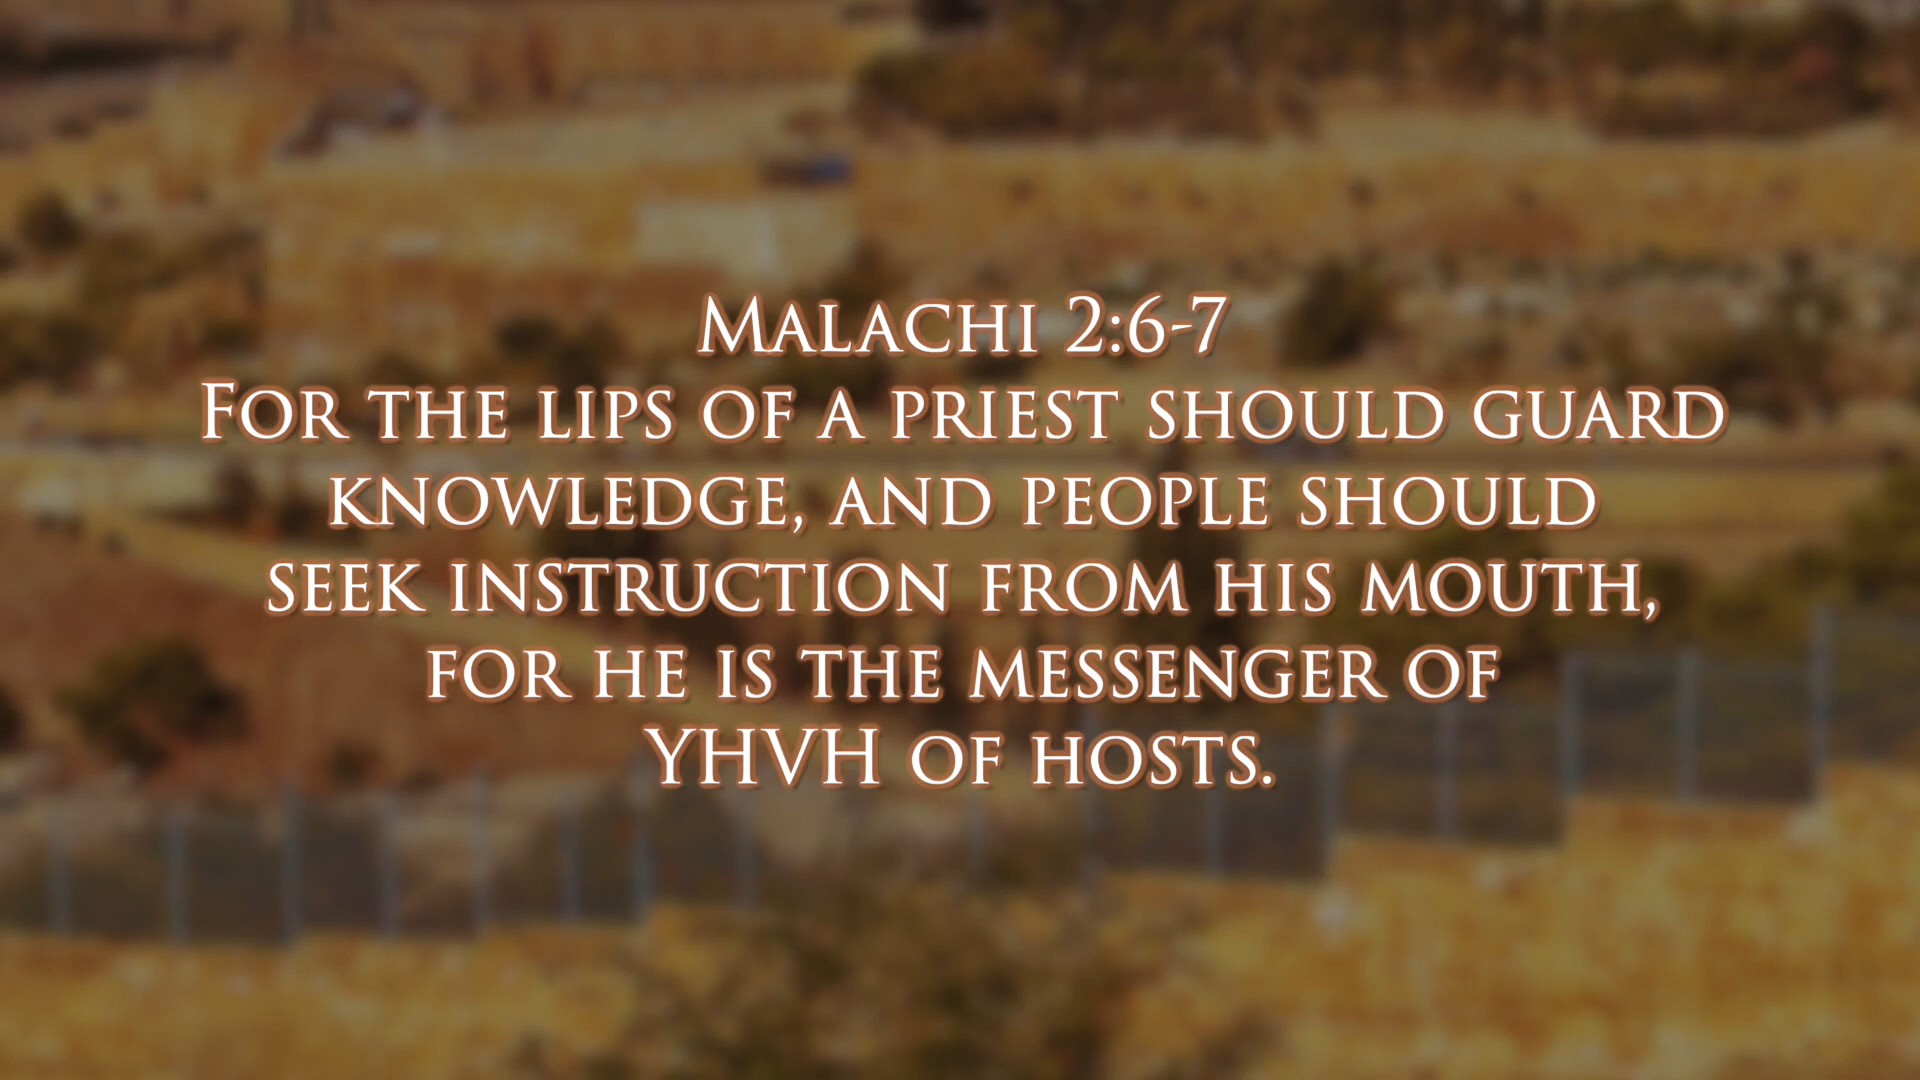 Malachi 2:6-7
For the lips of a priest should guard
knowledge, and people should
seek instruction from his mouth,
for he is the messenger of
YHVH of hosts.